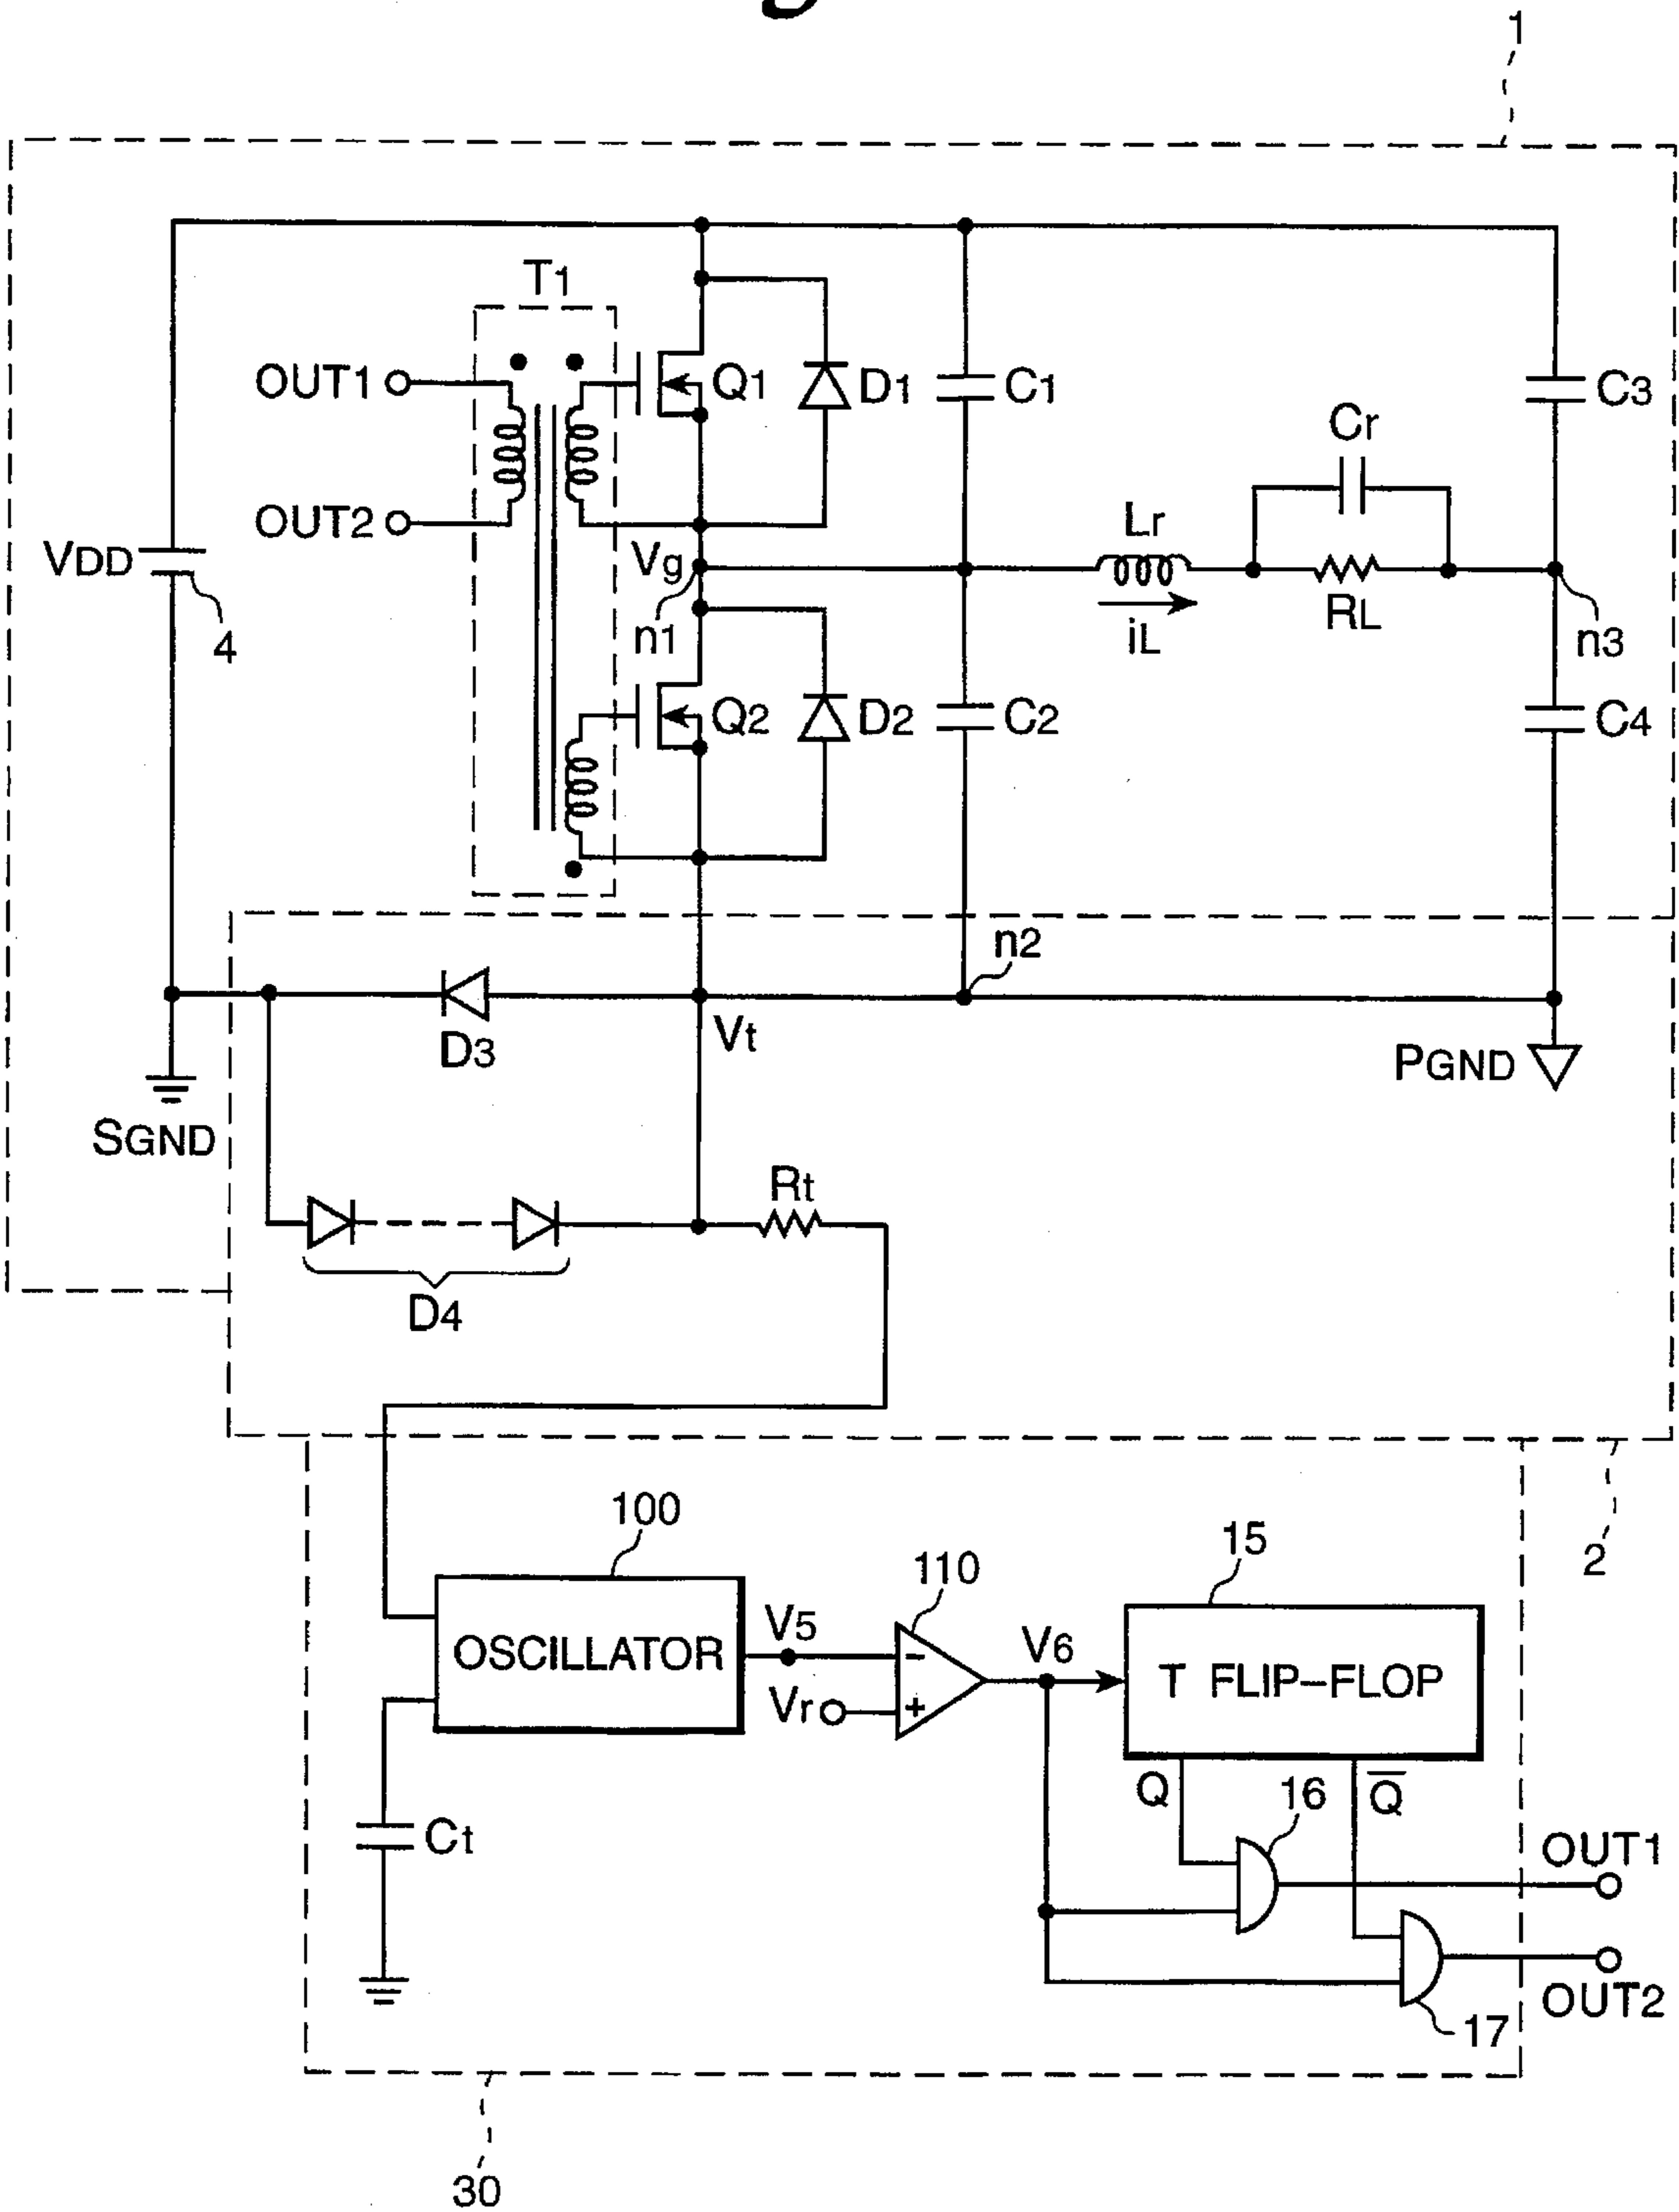 1
T1
OUT1
Q1
D1
C1
C3
Cr
OUT2
Lr
VDD
Vg
4
n1
iL
RL
n3
Q2
D2
C2
C4
n2
D3
Vt
PGND
SGND
Rt
D4
100
15
2
110
V5
V6
OSCILLATOR
-
T FLIP-FLOP
Vr
+
Q
Q̅
16
Ct
OUT1
OUT2
17
30